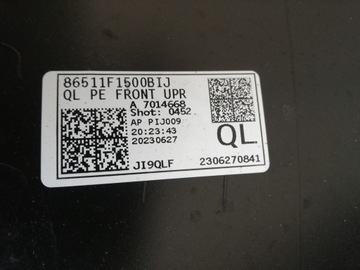 86511F1500BIJ
QL PE FRONT UPR
A 7014668
Shot: 0452
AP PIJ009
20:23:43
20230627
QL
JI9QLF
2306270841